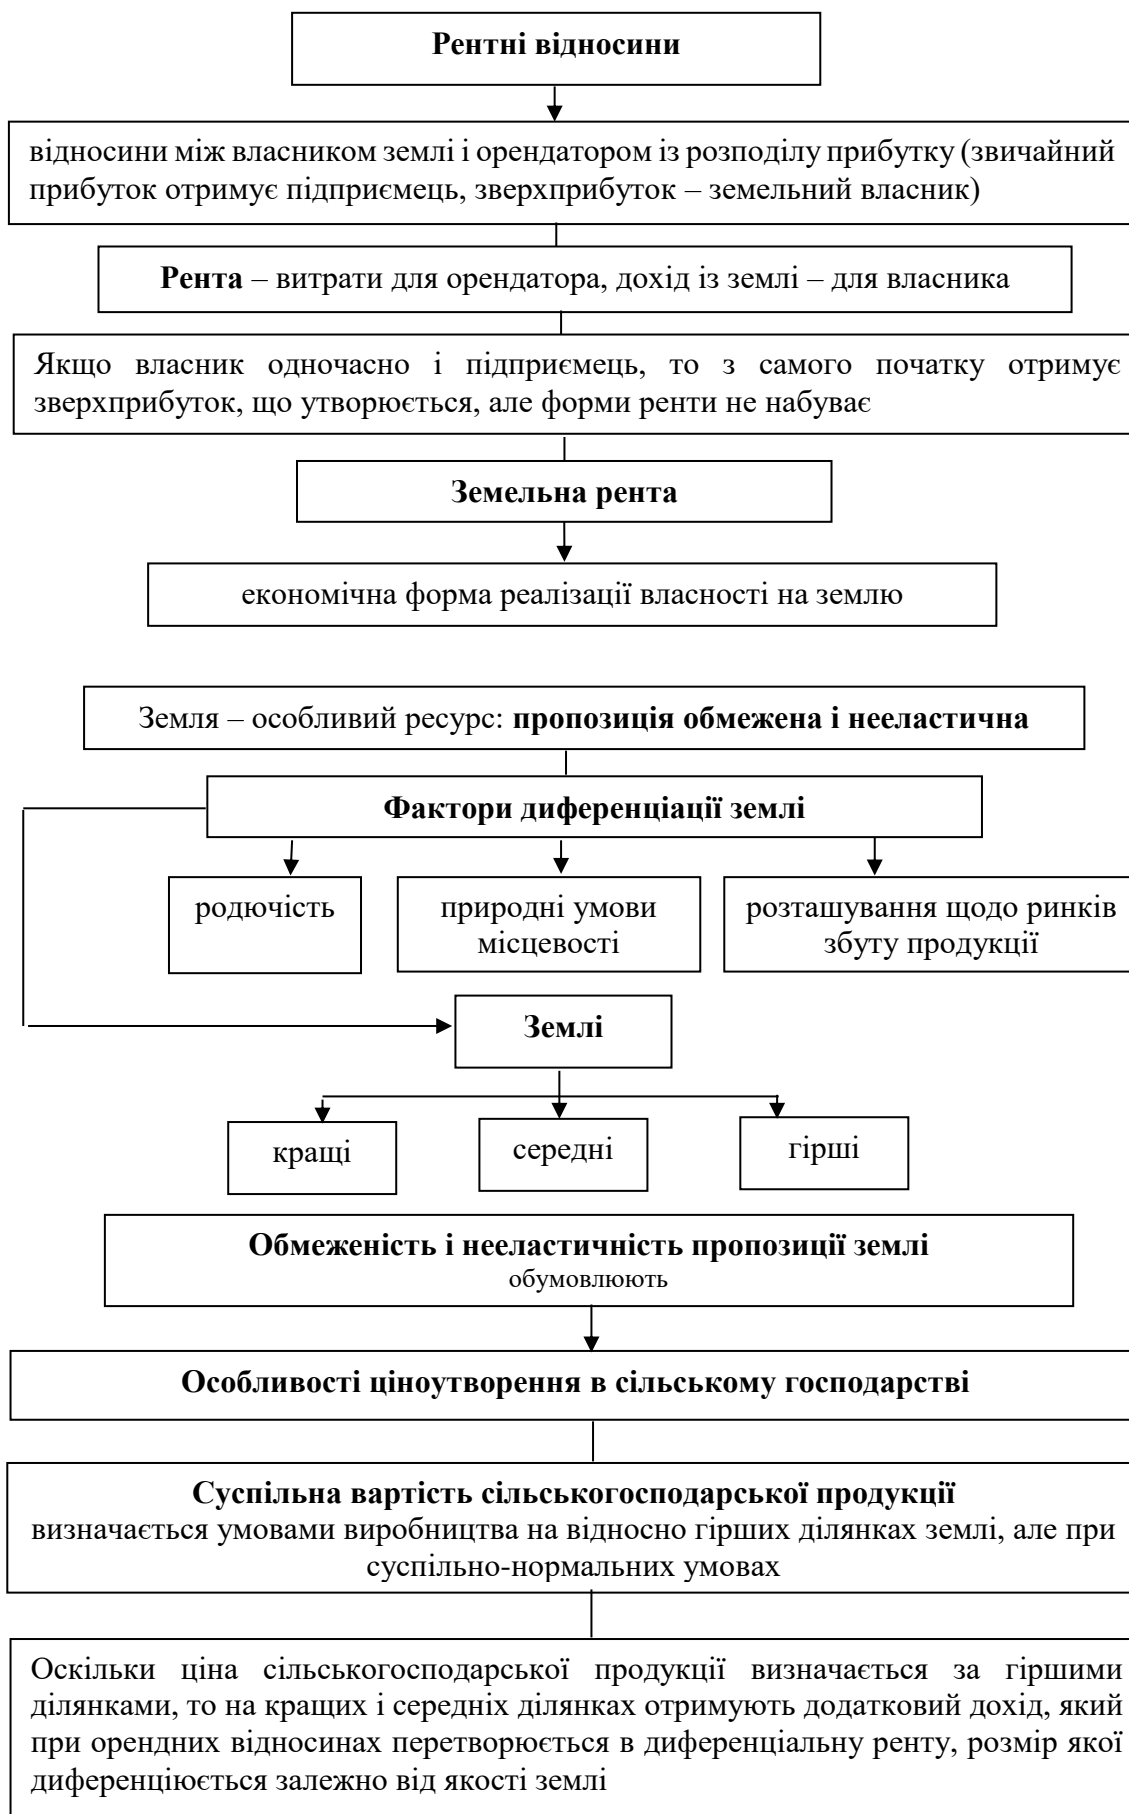 Рентні відносини
відносини між власником землі і орендатором із розподілу прибутку (звичайний
прибуток отримує підприємець, зверхприбуток – земельний власник)
Рента – витрати для орендатора, дохід із землі – для власника
Якщо власник одночасно і підприємець, то з самого початку отримує
зверхприбуток, що утворюється, але форми ренти не набуває
Земельна рента
економічна форма реалізації власності на землю
Земля – особливий ресурс: пропозиція обмежена і нееластична
Фактори диференціації землі
родючість
природні умови
місцевості
розташування щодо ринків
збуту продукції
Землі
кращі
середні
гірші
Обмеженість і нееластичність пропозиції землі
обумовлюють
Особливості ціноутворення в сільському господарстві
Суспільна вартість сільськогосподарської продукції
визначається умовами виробництва на відносно гірших ділянках землі, але при
суспільно-нормальних умовах
Оскільки ціна сільськогосподарської продукції визначається за гіршими
ділянками, то на кращих і середніх ділянках отримують додатковий дохід, який
при орендних відносинах перетворюється в диференціальну ренту, розмір якої
диференціюється залежно від якості землі